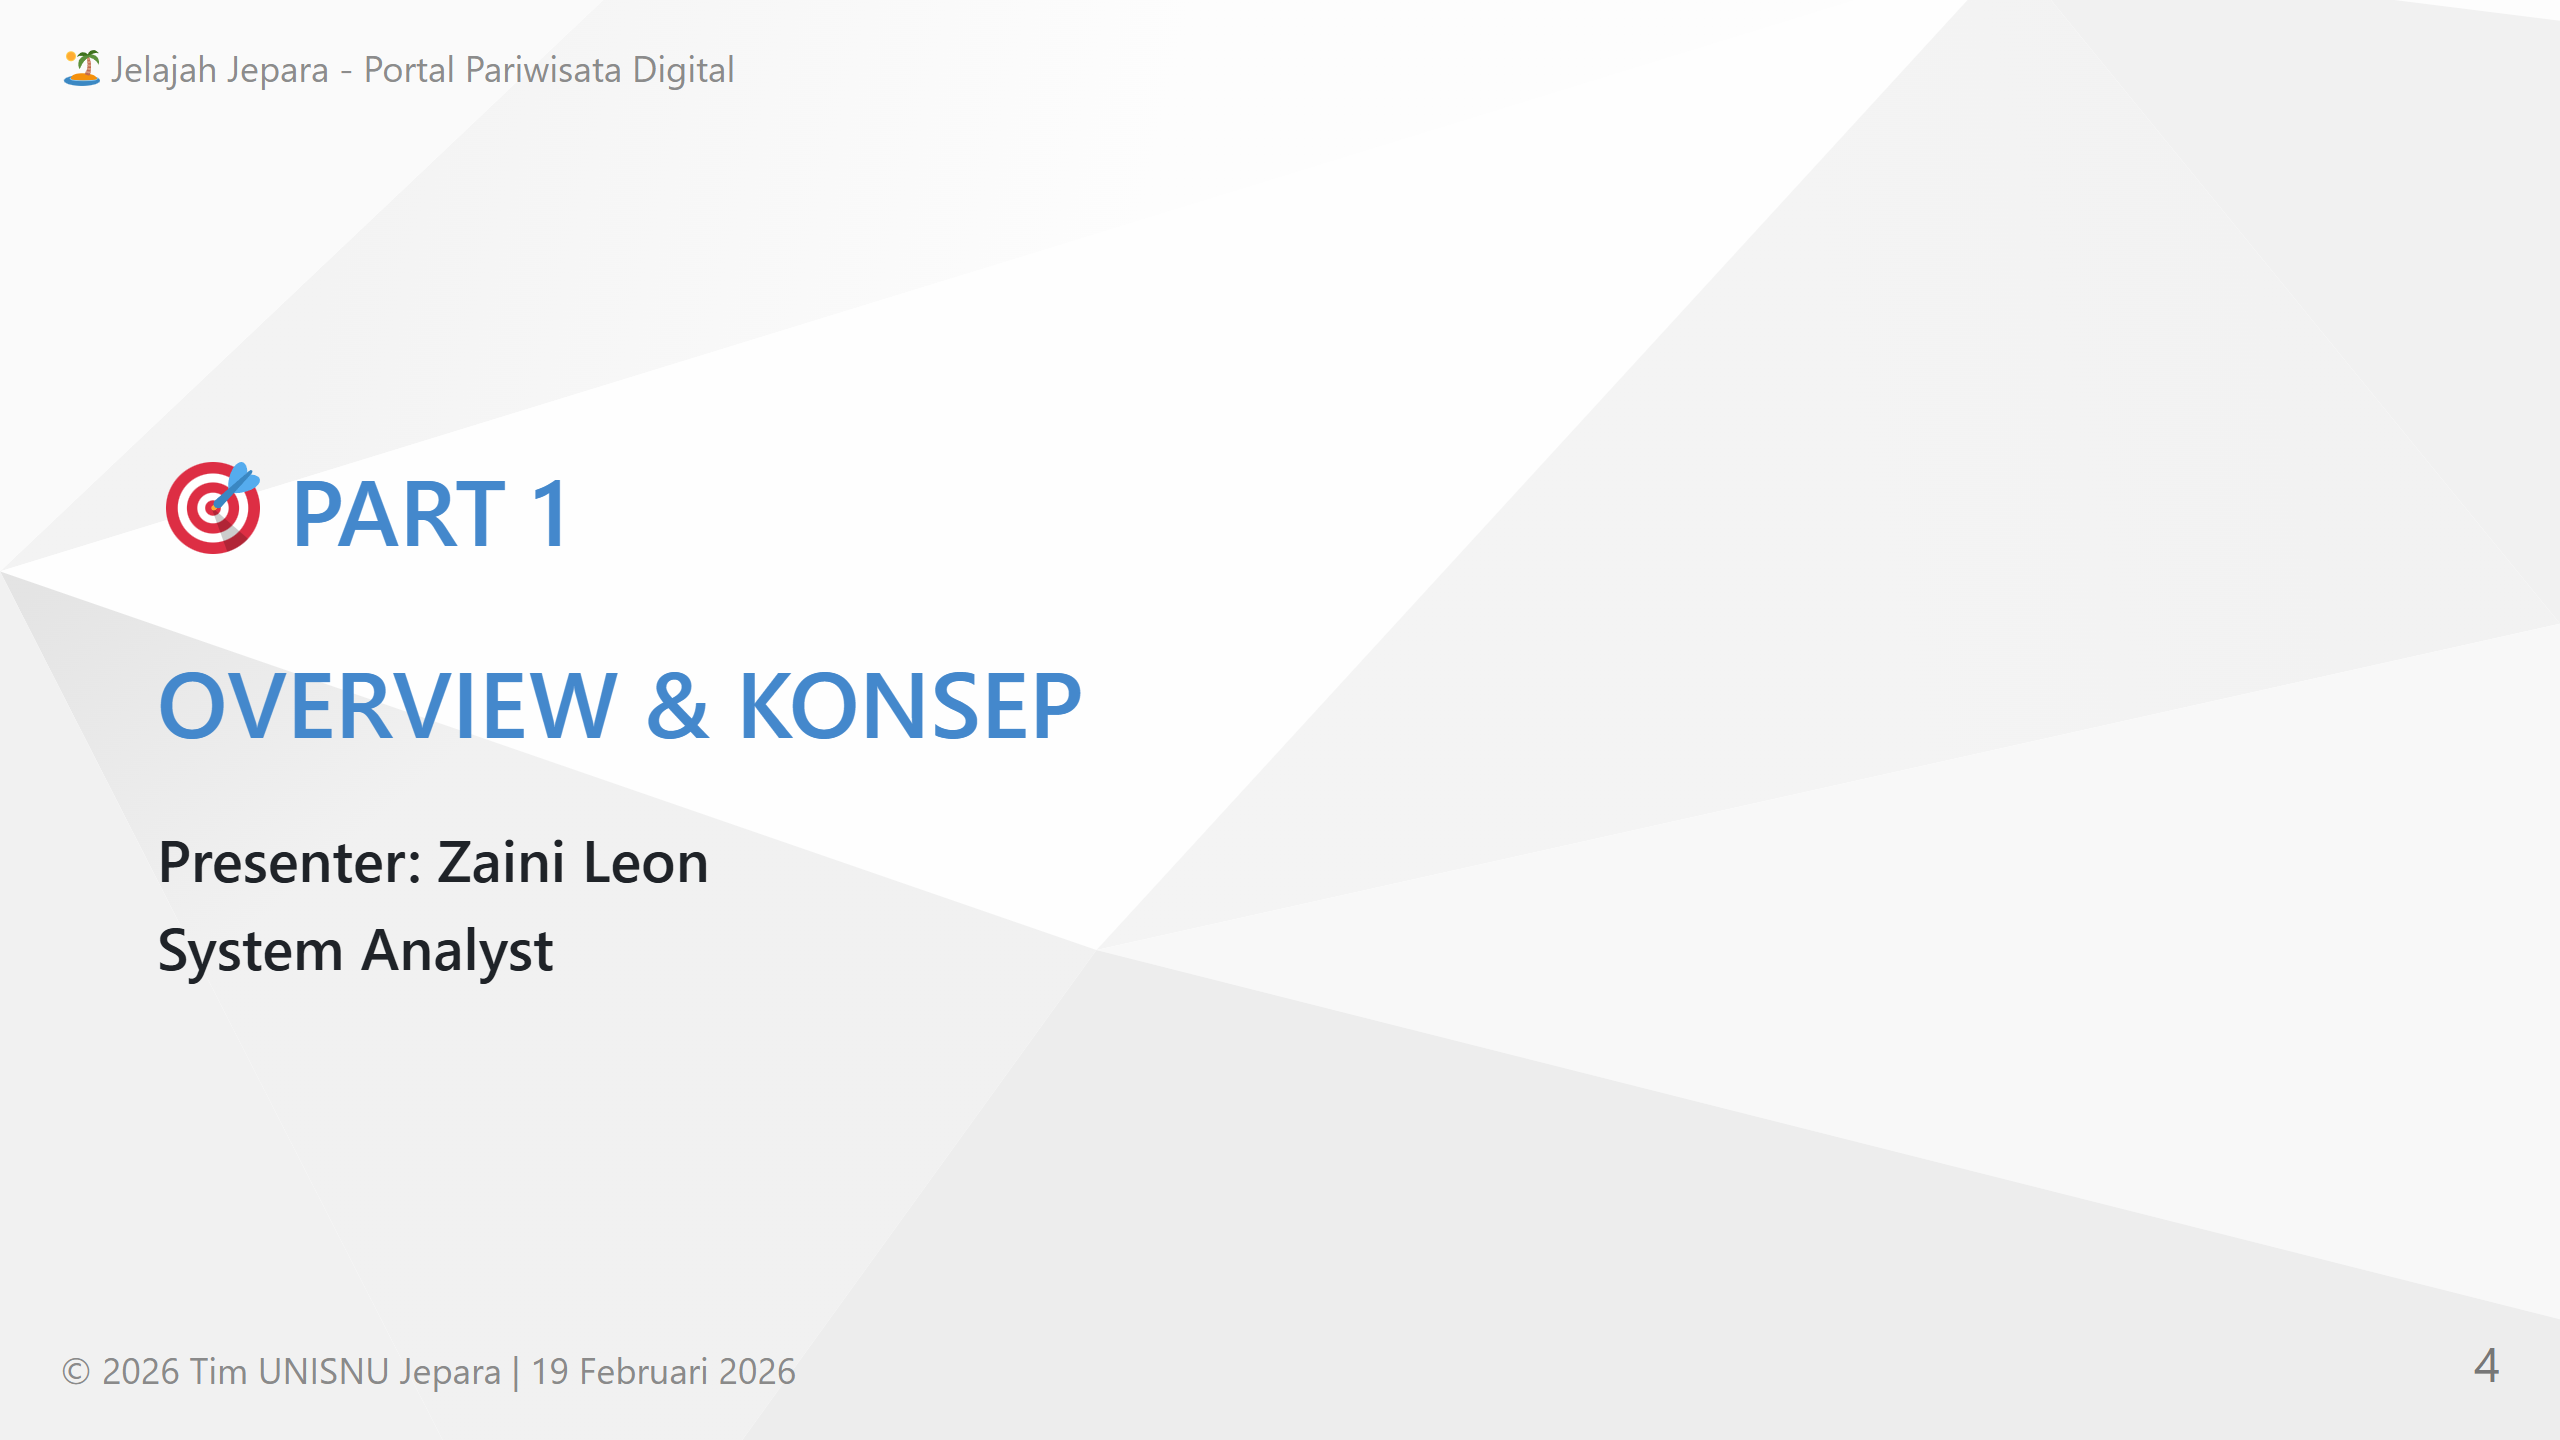 🏝️ Jelajah Jepara - Portal Pariwisata Digital
🎯 PART 1
OVERVIEW & KONSEP
Presenter: Zaini Leon
System Analyst
© 2026 Tim UNISNU Jepara | 19 Februari 2026
4